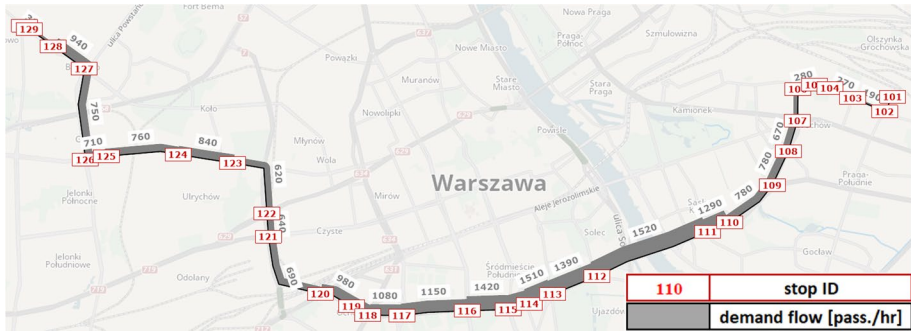 Fort Bema
Nowa Praga
129
940
128
127
Powązki
Nowe Miasto
Praga-
Północ
Szmulowizna
Olszynka
Grochowska
Muranów
Stare
Miasto
Stara
Praga
280
104
270
103
190
101
102
750
Koło
Nowolipki
Kamionek
107
710
760
840
Młynów
Powiśle
670
126
125
124
123
Wola
108
780
620
Jelonki
Północne
Ulrychów
Mirów
Warszawa
109
Praga-
Południe
780
122
640
121
Czyste
Aleje Jerozolimskie
1290
110
1520
111
Solec
Gocław
Jelonki
Południowe
Odolany
690
980
Śródmieście
Południowe
1390
112
1510
120
119
118
1080
117
1150
116
1420
115
114
113
Ujazdów
110 stop ID
demand flow [pass./hr]